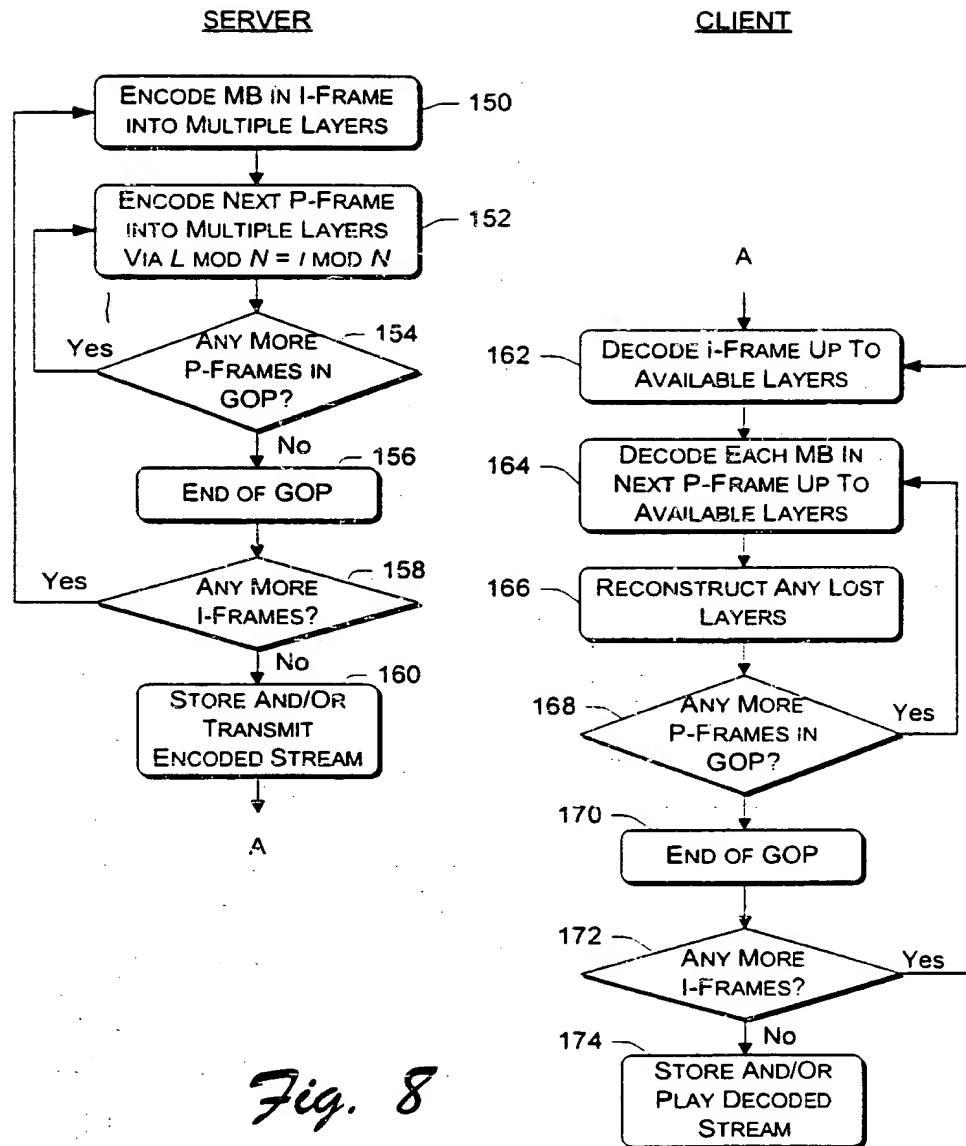 SERVER
ENCODE MB IN I-FRAME
INTO MULTIPLE LAYERS
150
ENCODE NEXT P-FRAME
INTO MULTIPLE LAYERS
VIA L MOD N = i MOD N
152
ANY MORE
P-FRAMES IN
GOP?
154
Yes
No
156
END OF GOP
ANY MORE
I-FRAMES?
158
Yes
No
160
STORE AND/OR
TRANSMIT
ENCODED STREAM
A
CLIENT
A
162
DECODE I-FRAME UP TO
AVAILABLE LAYERS
164
DECODE EACH MB IN
NEXT P-FRAME UP TO
AVAILABLE LAYERS
166
RECONSTRUCT ANY LOST
LAYERS
168
ANY MORE
P-FRAMES IN
GOP?
Yes
170
END OF GOP
172
ANY MORE
I-FRAMES?
Yes
No
174
STORE AND/OR
PLAY DECODED
STREAM
Fig. 8